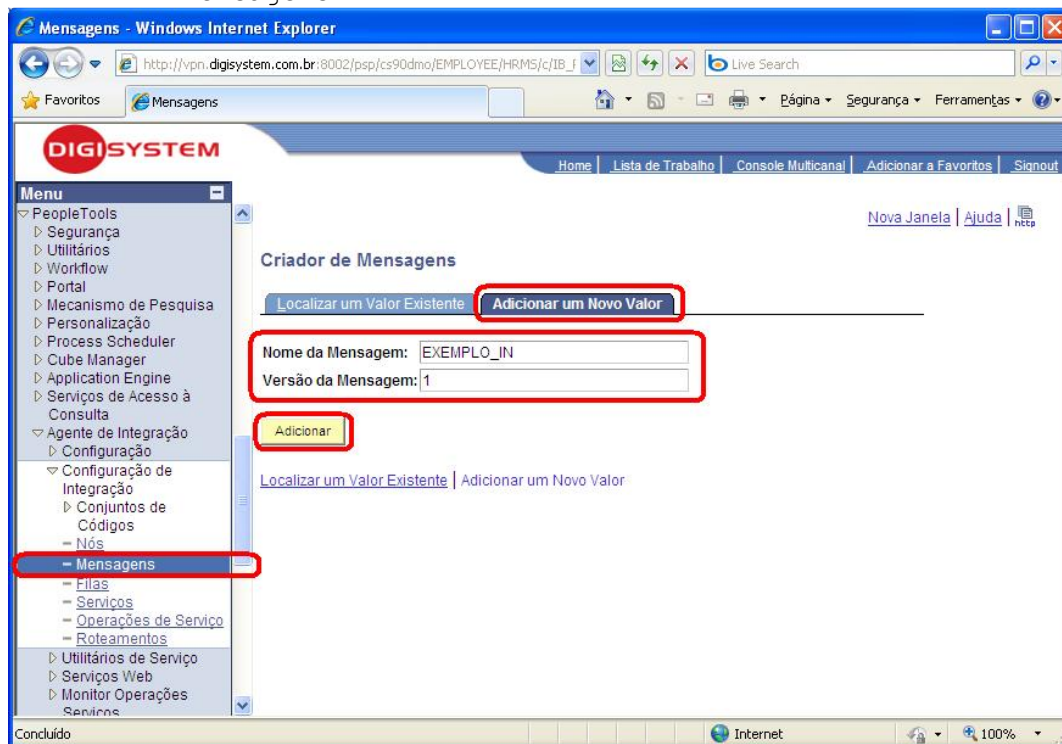 Mensagens - Windows Internet Explorer
http://vpn.digisystem.com.br:8002/psp/cs90dmo/EMPLOYEE/HRMS/c/IB_F
Live Search
Favoritos
Mensagens
Página
Segurança
Ferramentas
DIGISYSTEM
Home | Lista de Trabalho | Console Multicanal | Adicionar a Favoritos | Signout
Menu
PeopleTools
Segurança
Utilitários
Workflow
Portal
Mecanismo de Pesquisa
Personalização
Process Scheduler
Cube Manager
Application Engine
Serviços de Acesso à
Consulta
Agente de Integração
Configuração
Configuração de
Integração
Conjuntos de
Códigos
Nós
Mensagens
Filas
Serviços
Operações de Serviço
Roteamentos
Utilitários de Serviço
Serviços Web
Monitor Operações
Serviços
Nova Janela | Ajuda |
http
Criador de Mensagens
Localizar um Valor Existente
Adicionar um Novo Valor
Nome da Mensagem: EXEMPLO_IN
Versão da Mensagem: 1
Adicionar
Localizar um Valor Existente | Adicionar um Novo Valor
Concluído
Internet
100%